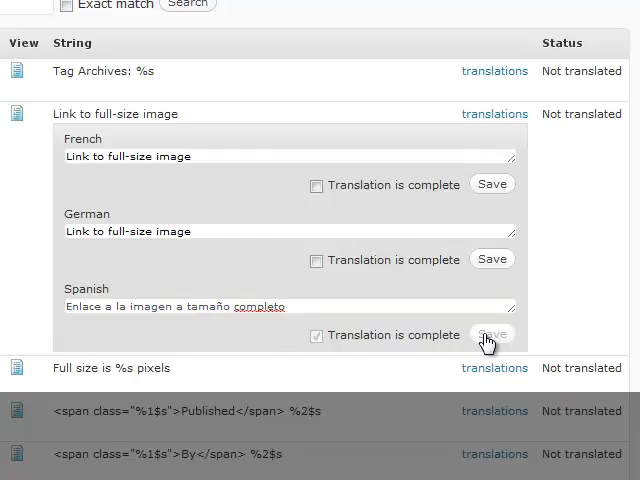 Exact match Search
View String Status
Tag Archives: %s translations Not translated
Link to full-size image translations Not translated
French
Link to full-size image
Translation is complete Save
German
Link to full-size image
Translation is complete Save
Spanish
Enlace a la imagen a tamaño completo
Translation is complete Save
Full size is %s pixels translations Not translated
<span class="%1$s">Published</span> %2$s translations Not translated
<span class="%1$s">By</span> %2$s translations Not translated